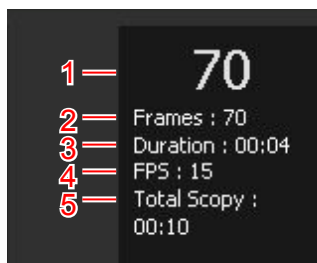 1 70
2 Frames : 70
3 Duration : 00:04
4 FPS : 15
5 Total Scopy :
00:10